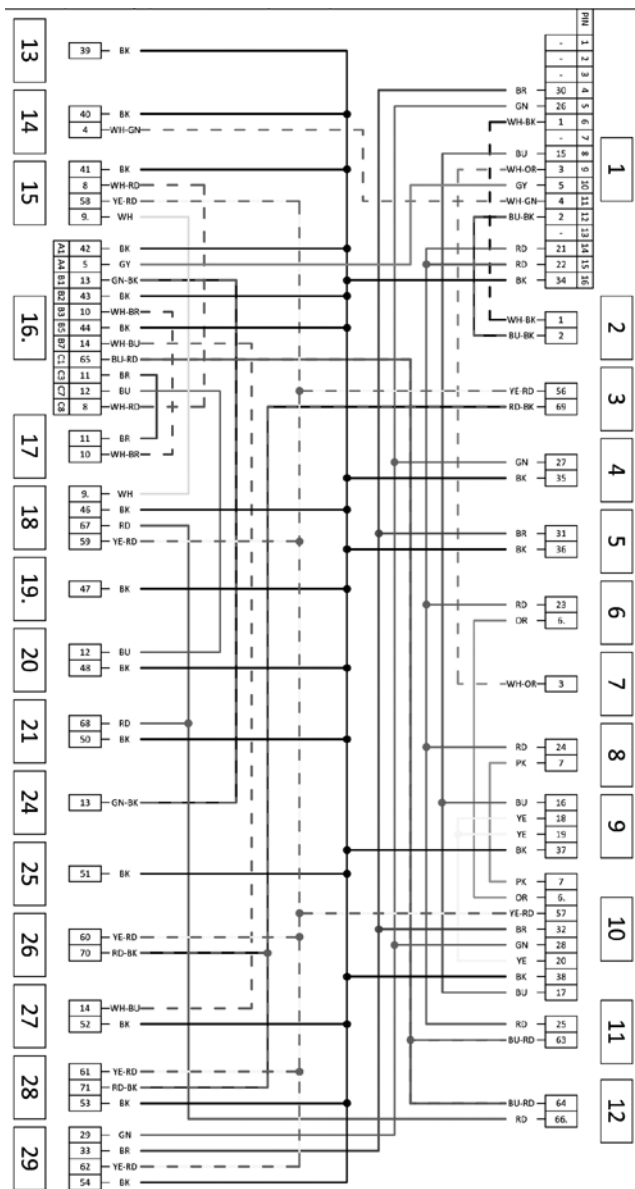 PIN
1 -
2 -
3 -
4 30 BR
5 26 GN
6 1 WH-BK
7 -
8 15 BU
9 3 WH-OR
10 5 GY
11 4 WH-GN
12 2 BU-BK
13 -
14 21 RD
15 22 RD
16 34 BK
1
WH-BK 1
BU-BK 2
2
YE-RD 56
RD-BK 69
3
GN 27
BK 35
4
BR 31
BK 36
5
RD 23
OR 6.
6
WH-OR 3
7
RD 24
PK 7
8
BU 16
YE 18
YE 19
BK 37
9
PK 7
OR 6.
YE-RD 57
BR 32
GN 28
YE 20
BK 38
BU 17
10
RD 25
BU-RD 63
11
BU-RD 64
RD 66.
12
13
39 BK
14
40 BK
4 WH-GN
15
41 BK
8 WH-RD
58 YE-RD
9. WH
16.
A1 42 BK
A4 5 GY
B1 13 GN-BK
B2 43 BK
B3 10 WH-BR
B5 44 BK
B7 14 WH-BU
C1 65 BU-RD
C3 11 BR
C7 12 BU
C8 8 WH-RD
17
11 BR
10 WH-BR
18
9. WH
46 BK
67 RD
59 YE-RD
19.
47 BK
20
12 BU
48 BK
21
68 RD
50 BK
24
13 GN-BK
25
51 BK
26
60 YE-RD
70 RD-BK
27
14 WH-BU
52 BK
28
61 YE-RD
71 RD-BK
53 BK
29
29 GN
33 BR
62 YE-RD
54 BK